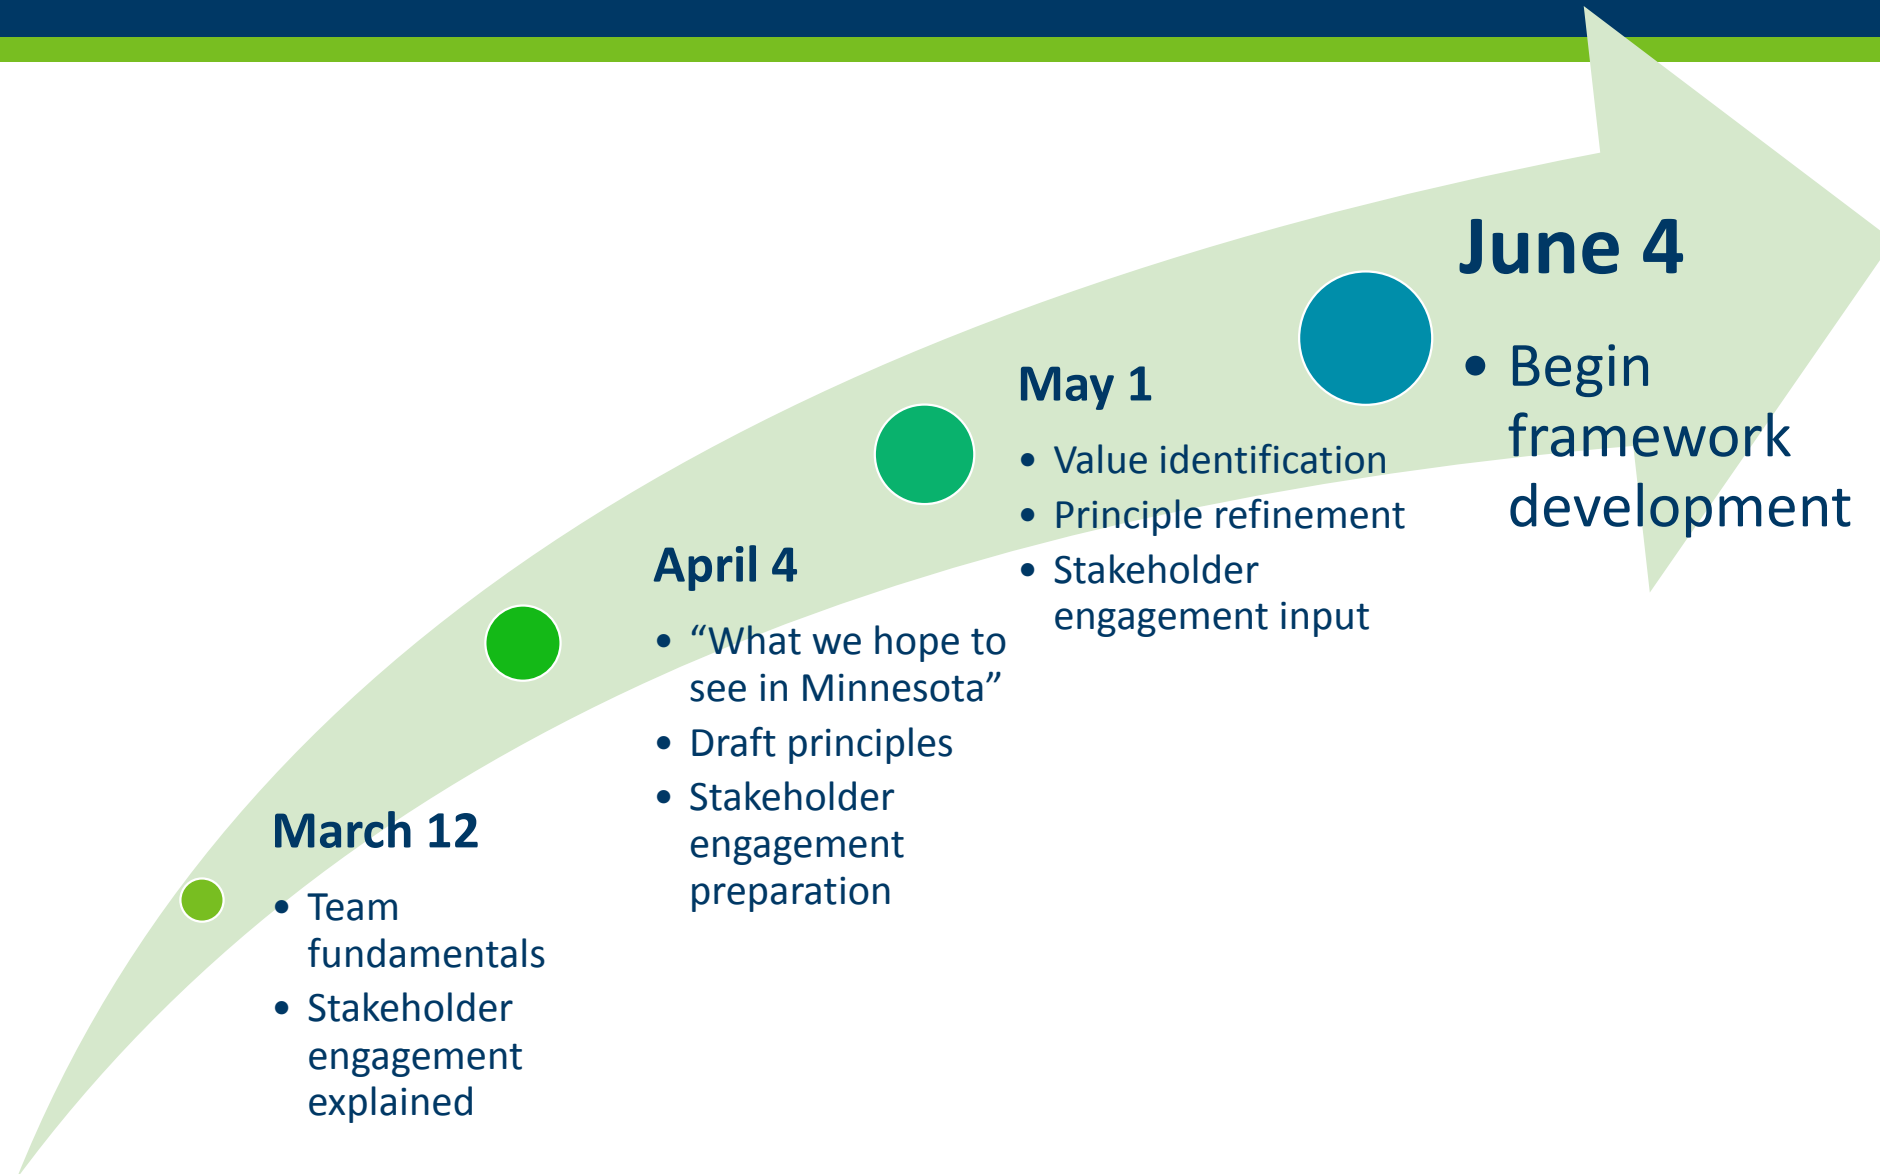 March 12
• Team
fundamentals
• Stakeholder
engagement
explained
April 4
• “What we hope to
see in Minnesota”
• Draft principles
• Stakeholder
engagement
preparation
May 1
• Value identification
• Principle refinement
• Stakeholder
engagement input
June 4
• Begin
framework
development